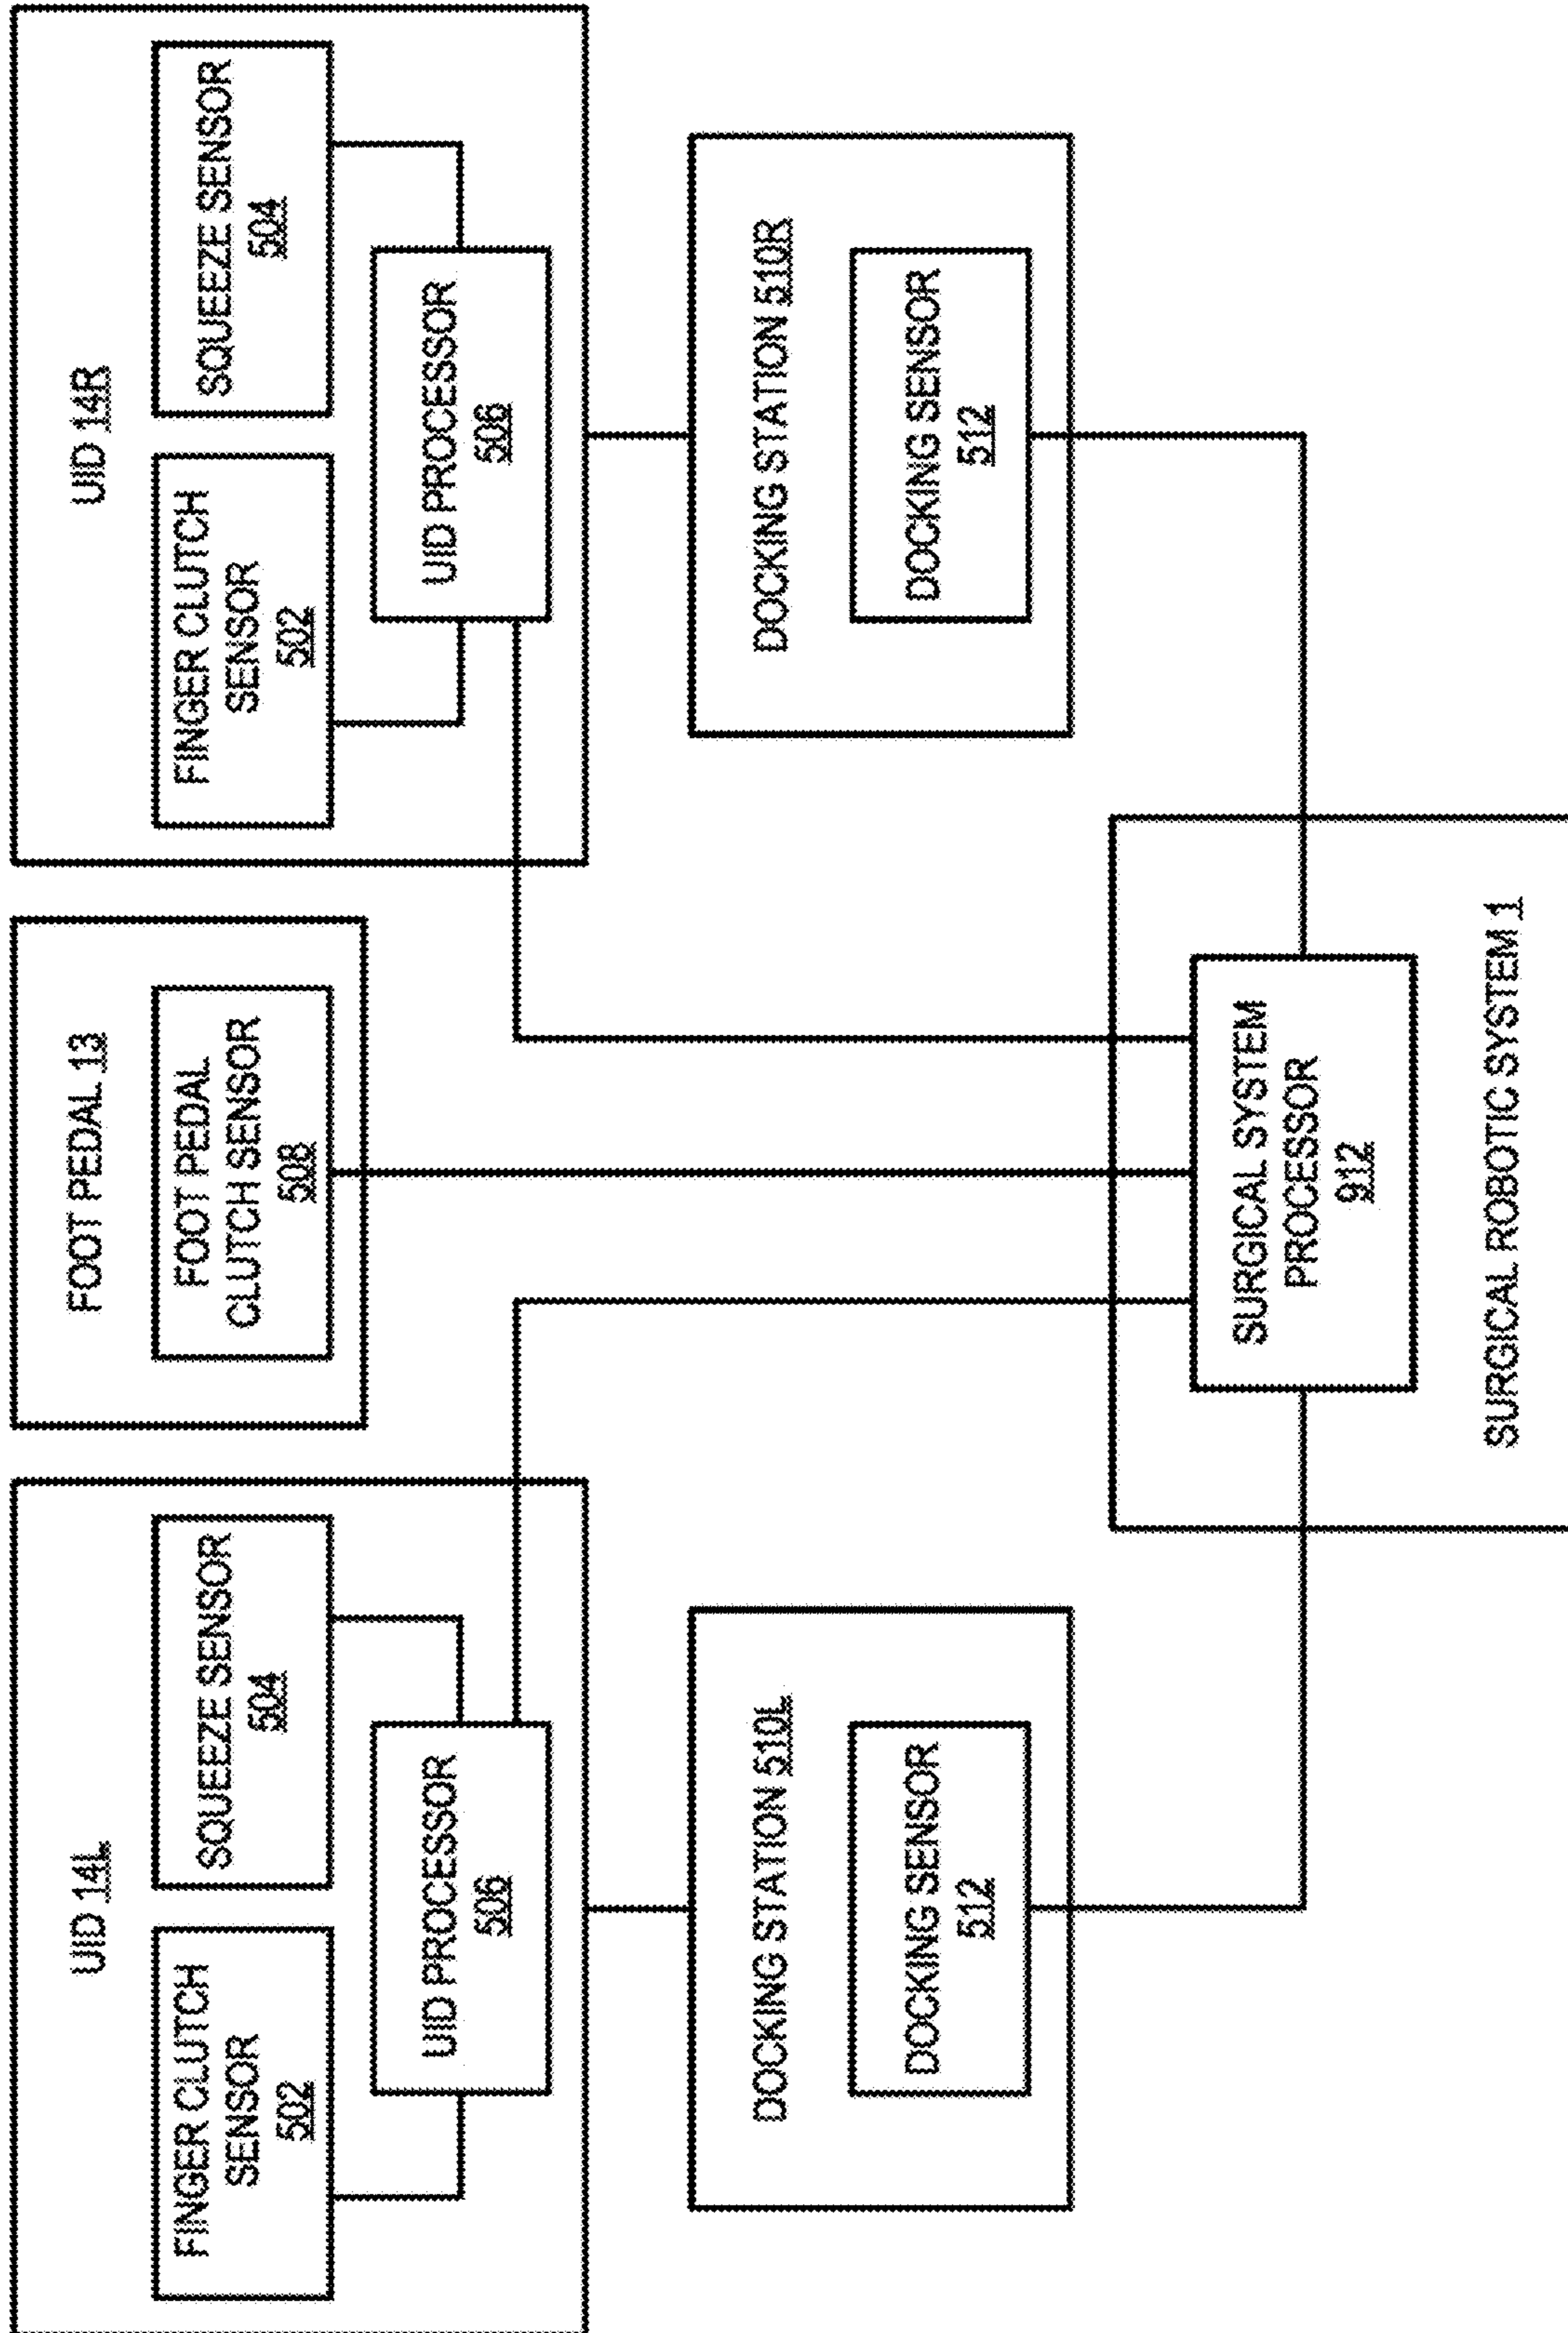 UID 14L
FINGER CLUTCH
SENSOR
502
SQUEEZE SENSOR
504
UID PROCESSOR
506
FOOT PEDAL 13
FOOT PEDAL
CLUTCH SENSOR
508
UID 14R
FINGER CLUTCH
SENSOR
502
SQUEEZE SENSOR
504
UID PROCESSOR
506
DOCKING STATION 510L
DOCKING SENSOR
512
DOCKING STATION 510R
DOCKING SENSOR
512
SURGICAL SYSTEM
PROCESSOR
912
SURGICAL ROBOTIC SYSTEM 1